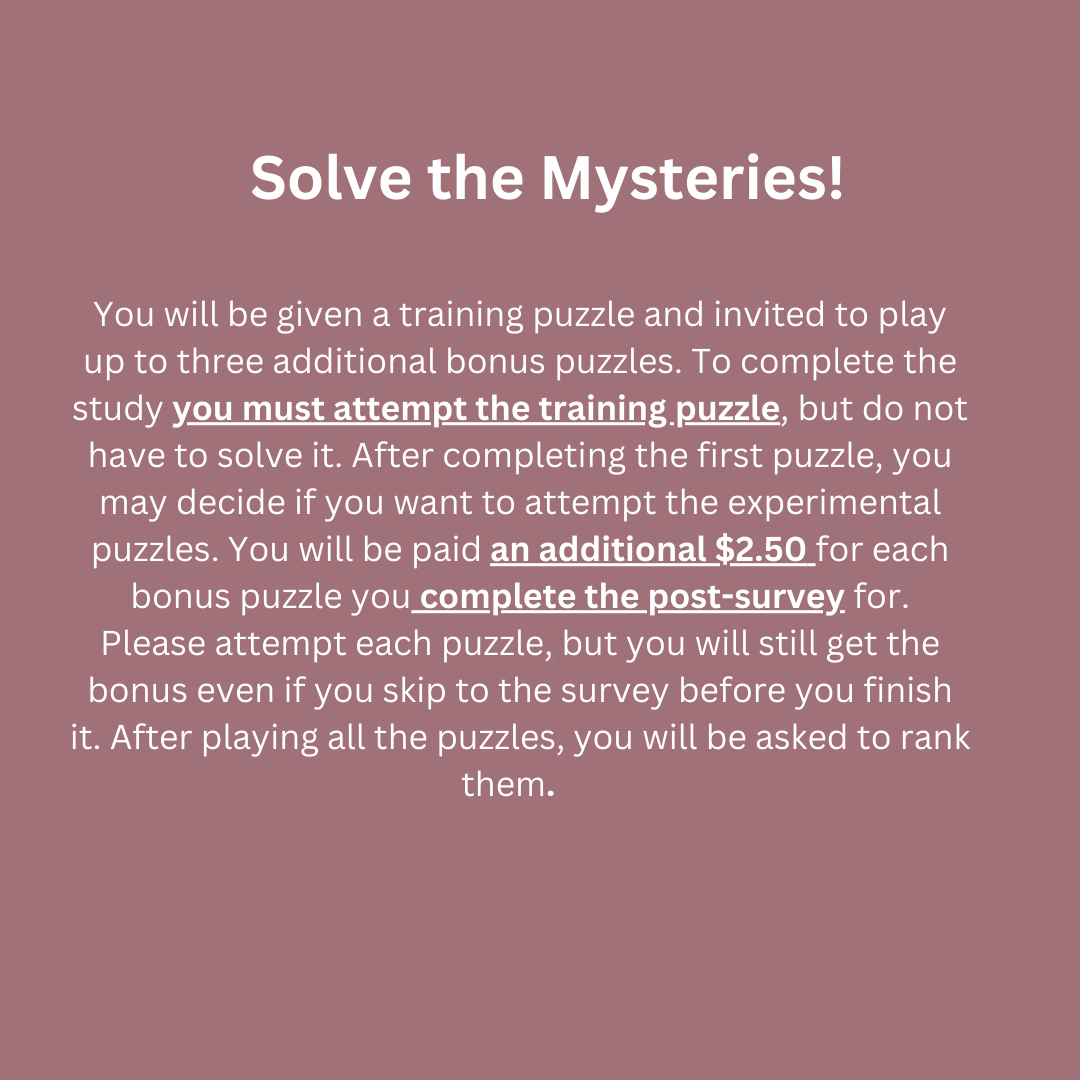 Solve the Mysteries!
You will be given a training puzzle and invited to play
up to three additional bonus puzzles. To complete the
study you must attempt the training puzzle, but do not
have to solve it. After completing the first puzzle, you
may decide if you want to attempt the experimental
puzzles. You will be paid an additional $2.50 for each
bonus puzzle you complete the post-survey for.
Please attempt each puzzle, but you will still get the
bonus even if you skip to the survey before you finish
it. After playing all the puzzles, you will be asked to rank
them.